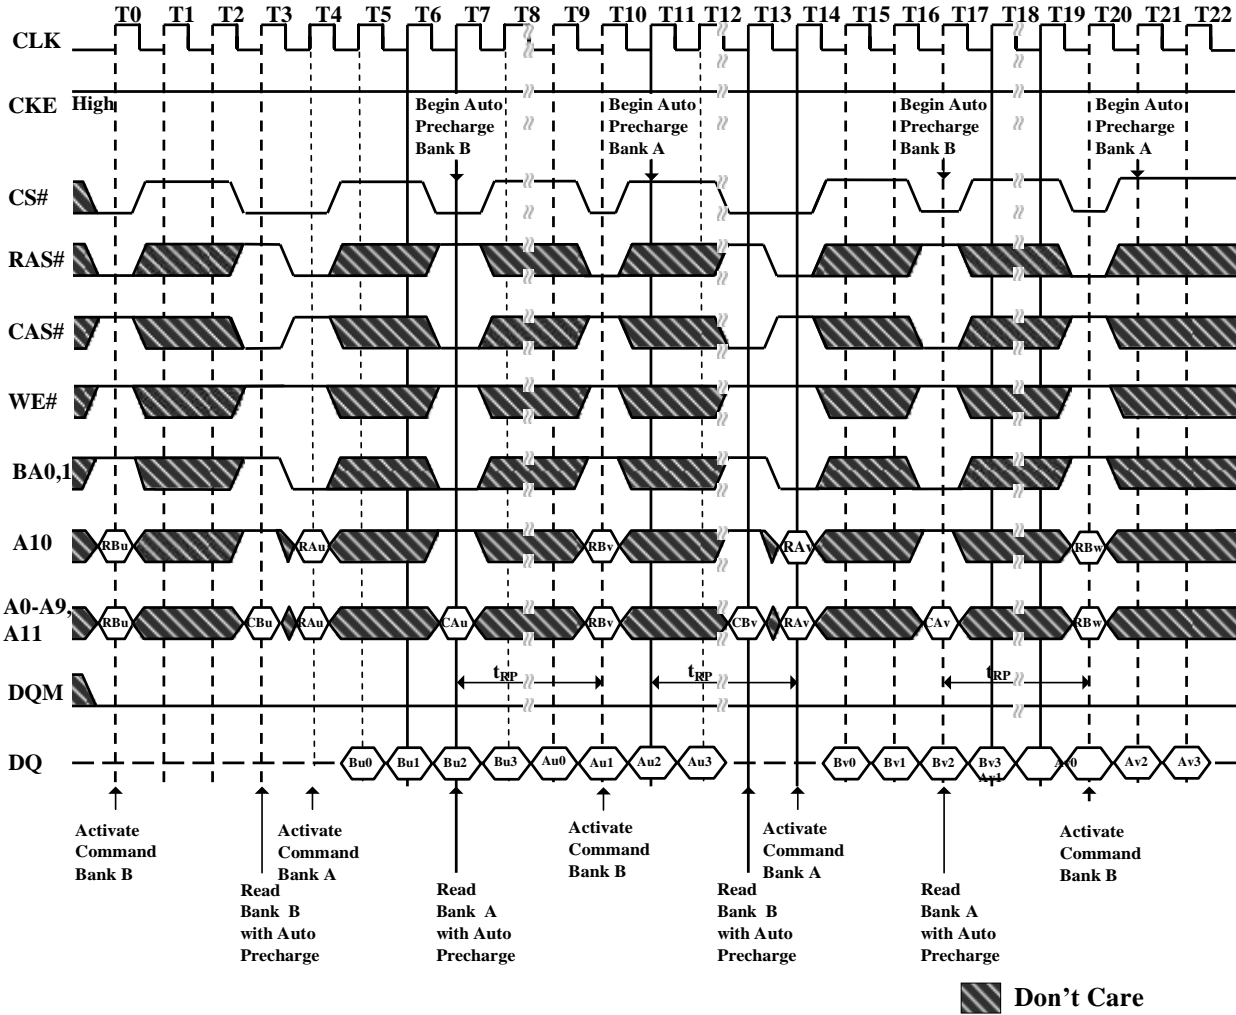 T0 T1 T2 T3 T4 T5 T6 T7 T8 T9 T10 T11 T12 T13 T14 T15 T16 T17 T18 T19 T20 T21 T22
CLK
CKE High
Begin Auto
Precharge
Bank B
Begin Auto
Precharge
Bank A
Begin Auto
Precharge
Bank B
Begin Auto
Precharge
Bank A
CS#
RAS#
CAS#
WE#
BA0,1
A10 RBu RAu RBv RAv RBw
A0-A9,
A11
RBu CBu RAu CAu RBv CBv RAv CAv RBw
tRP tRP tRP
DQM
DQ Bu0 Bu1 Bu2 Bu3 Au0 Au1 Au2 Au3 Bv0 Bv1 Bv2 Bv3 Av0 Av2 Av3
Av1
Activate
Command
Bank B
Read
Bank B
with Auto
Precharge
Activate
Command
Bank A
Read
Bank A
with Auto
Precharge
Activate
Command
Bank B
Read
Bank B
with Auto
Precharge
Activate
Command
Bank A
Read
Bank A
with Auto
Precharge
Activate
Command
Bank B
Don't Care